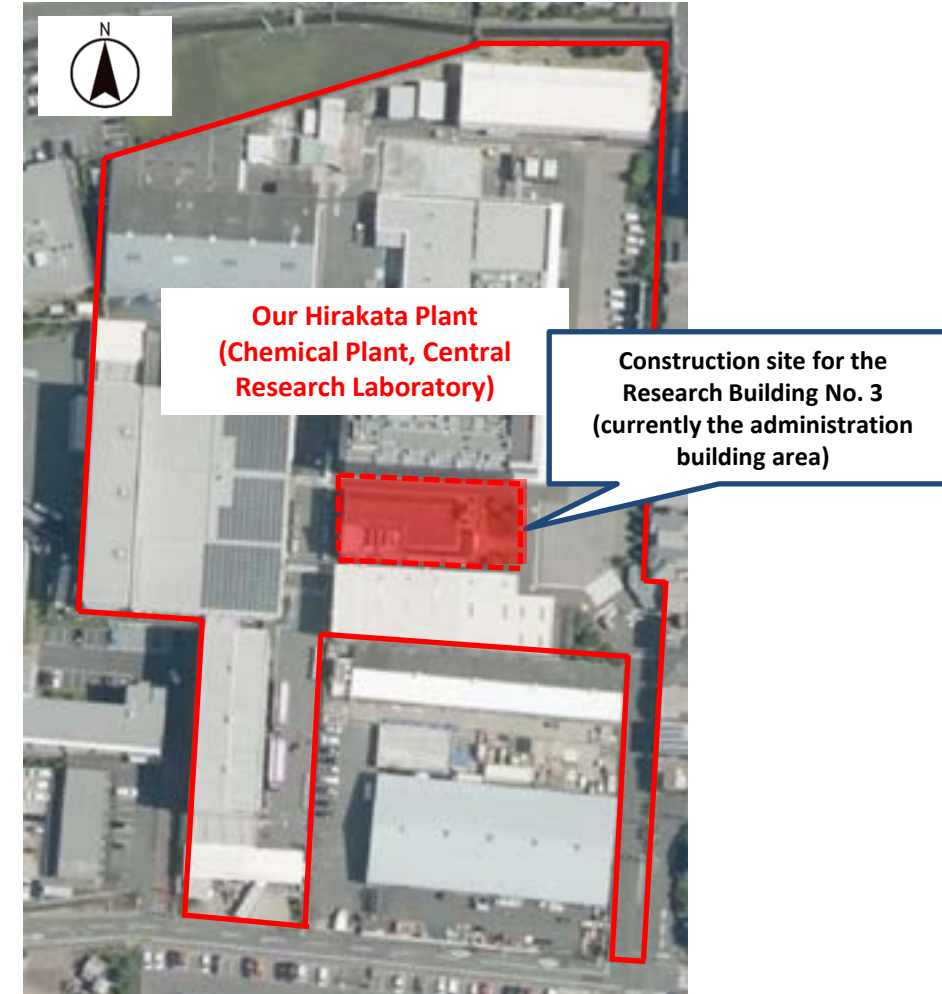 N
Our Hirakata Plant
(Chemical Plant, Central
Research Laboratory)
Construction site for the
Research Building No. 3
(currently the administration
building area)